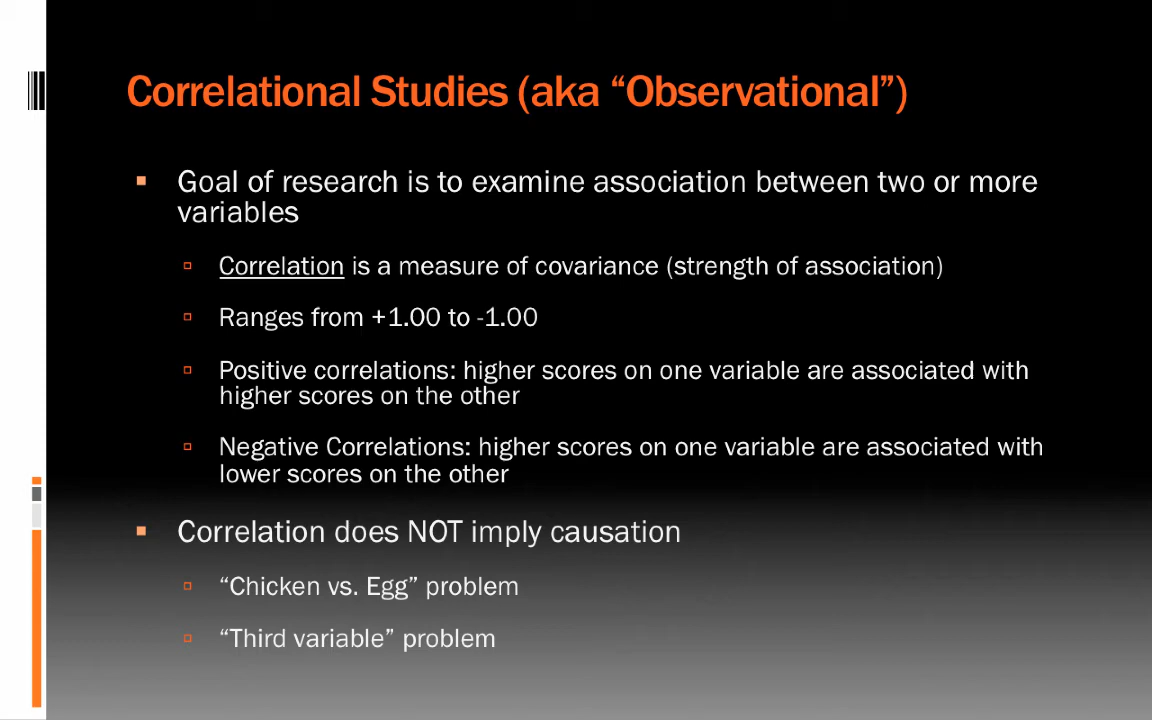 Correlational Studies (aka “Observational”)
Goal of research is to examine association between two or more
variables
Correlation is a measure of covariance (strength of association)
Ranges from +1.00 to -1.00
Positive correlations: higher scores on one variable are associated with
higher scores on the other
Negative Correlations: higher scores on one variable are associated with
lower scores on the other
Correlation does NOT imply causation
“Chicken vs. Egg” problem
“Third variable” problem